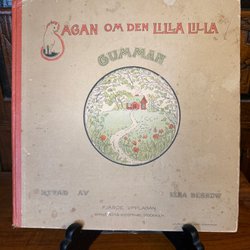 SAGAN OM DEN LILLA LILLA
GUMMAN
RITAD AV ELSA BESKOW
FJÄRDE UPPLAGAN